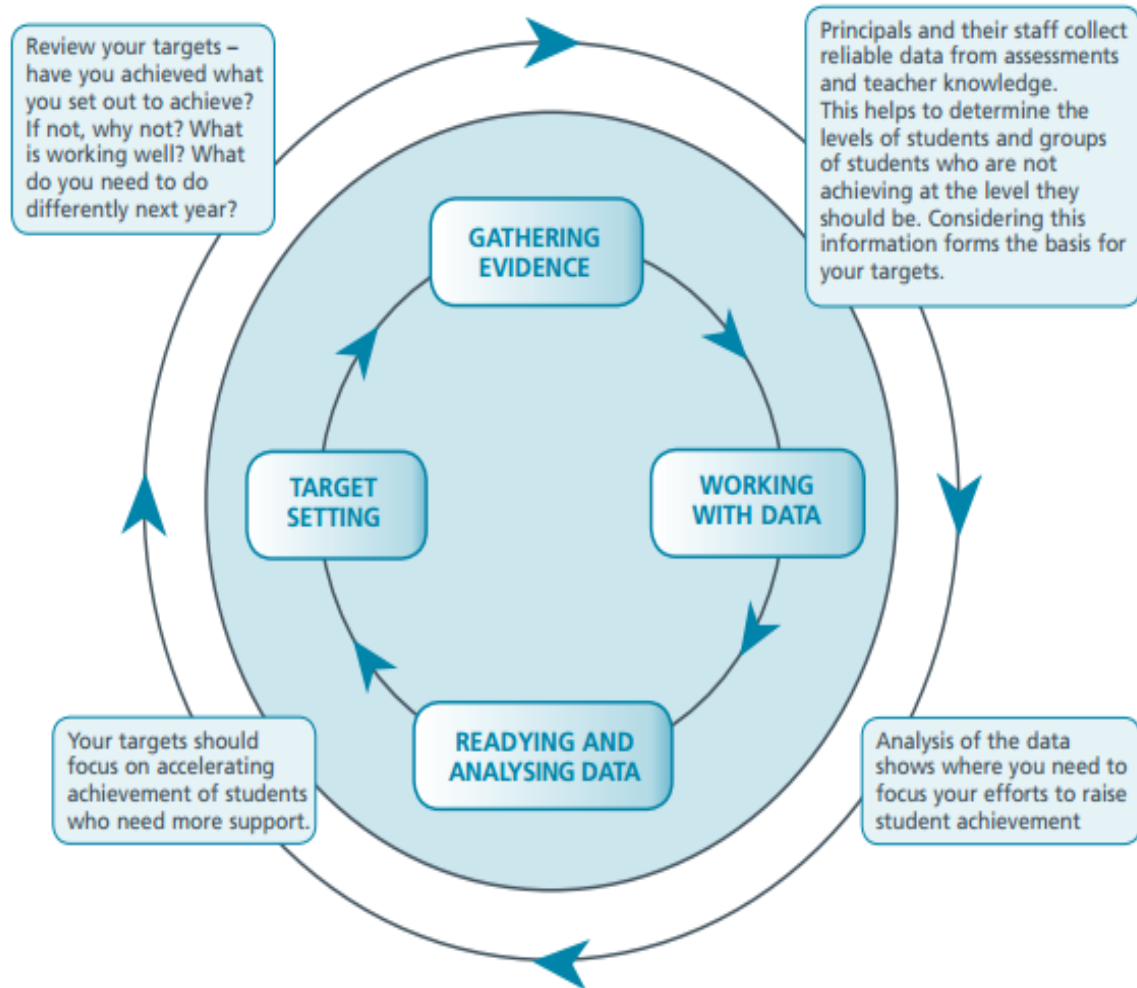 Review your targets –
have you achieved what
you set out to achieve?
If not, why not? What
is working well? What
do you need to do
differently next year?
Principals and their staff collect
reliable data from assessments
and teacher knowledge.
This helps to determine the
levels of students and groups
of students who are not
achieving at the level they
should be. Considering this
information forms the basis for
your targets.
GATHERING
EVIDENCE
TARGET
SETTING
WORKING
WITH DATA
READYING AND
ANALYSING DATA
Your targets should
focus on accelerating
achievement of students
who need more support.
Analysis of the data
shows where you need to
focus your efforts to raise
student achievement